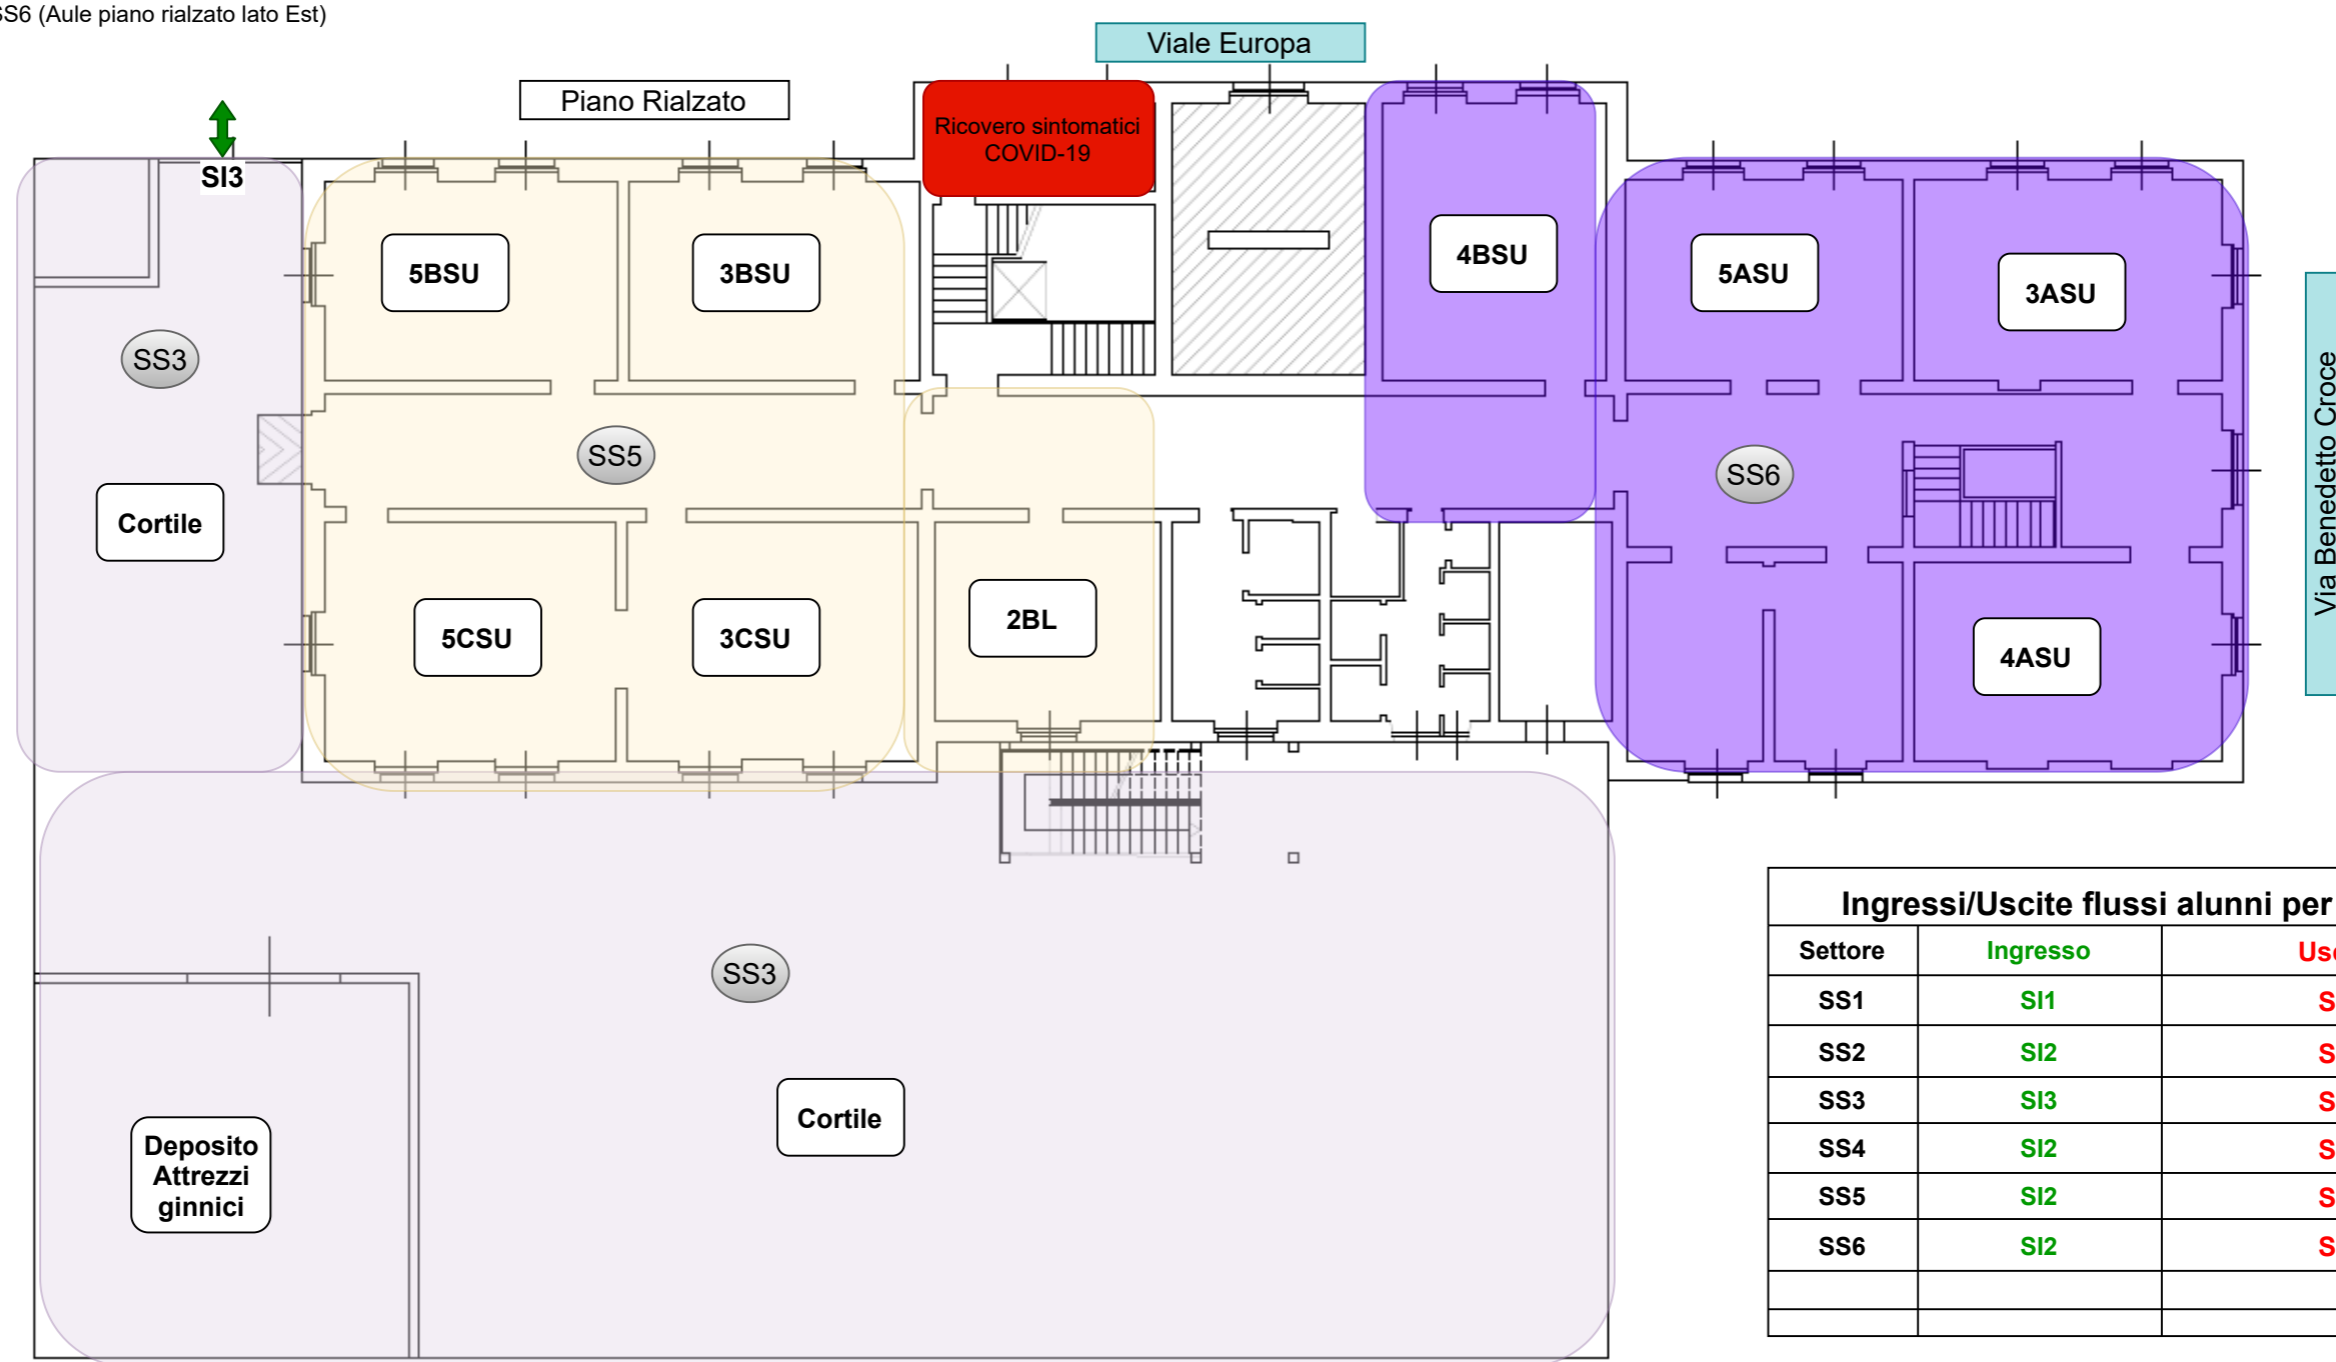 (Aule piano rialzato lato Est)
Viale Europa
Piano Rialzato
Ricovero sintomatici
COVID-19
SI3
5BSU
3BSU
4BSU
5ASU
3ASU
SS3
SS5
SS6
Cortile
Via Benedetto Croce
5CSU
3CSU
2BL
4ASU
SS3
Cortile
Deposito
Attrezzi
ginnici
Ingressi/Uscite flussi alunni per
Settore Ingresso
SS1 SI1
SS2 SI2
SS3 SI3
SS4 SI2
SS5 SI2
SS6 SI2